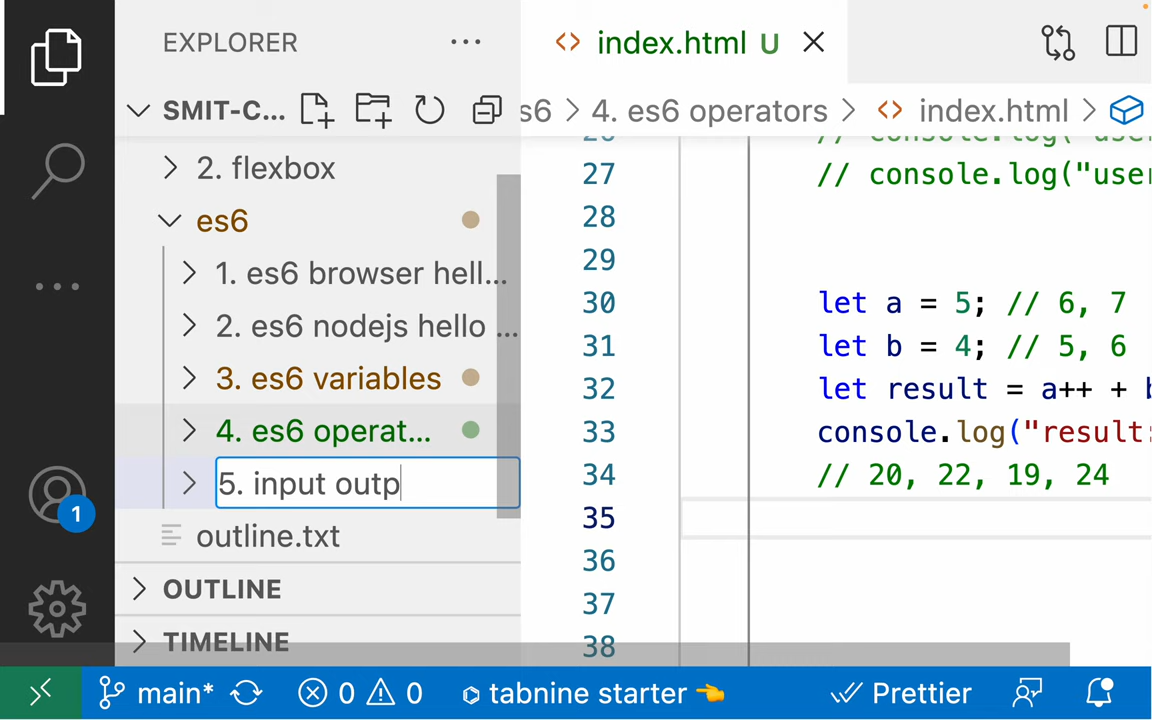 EXPLORER
index.html U
SMIT-C...
s6 > 4. es6 operators > index.html >
2. flexbox
es6
1. es6 browser hell...
2. es6 nodejs hello ...
3. es6 variables
4. es6 operat...
5. input outp
outline.txt
OUTLINE
TIMELINE
1
27 // console.log("user
28
29
30 let a = 5; // 6, 7
31 let b = 4; // 5, 6
32 let result = a++ + b
33 console.log("result:
34 // 20, 22, 19, 24
35
36
37
38
main* 0 0 tabnine starter 👈 Prettier